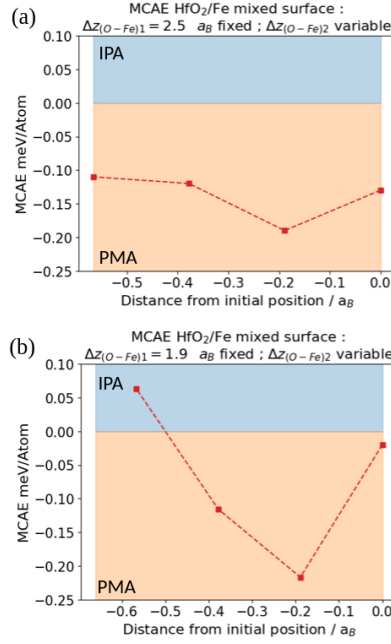 (a)
MCAE HfO₂/Fe mixed surface :
Δz(O−Fe)1 = 2.5 a_B fixed ; Δz(O−Fe)2 variable
MCAE meV/Atom
0.10
0.05
0.00
−0.05
−0.10
−0.15
−0.20
−0.25
IPA
PMA
−0.5 −0.4 −0.3 −0.2 −0.1 0.0
Distance from initial position / a_B
(b)
MCAE HfO₂/Fe mixed surface :
Δz(O−Fe)1 = 1.9 a_B fixed ; Δz(O−Fe)2 variable
MCAE meV/Atom
0.10
0.05
0.00
−0.05
−0.10
−0.15
−0.20
−0.25
IPA
PMA
−0.6 −0.5 −0.4 −0.3 −0.2 −0.1 0.0
Distance from initial position / a_B